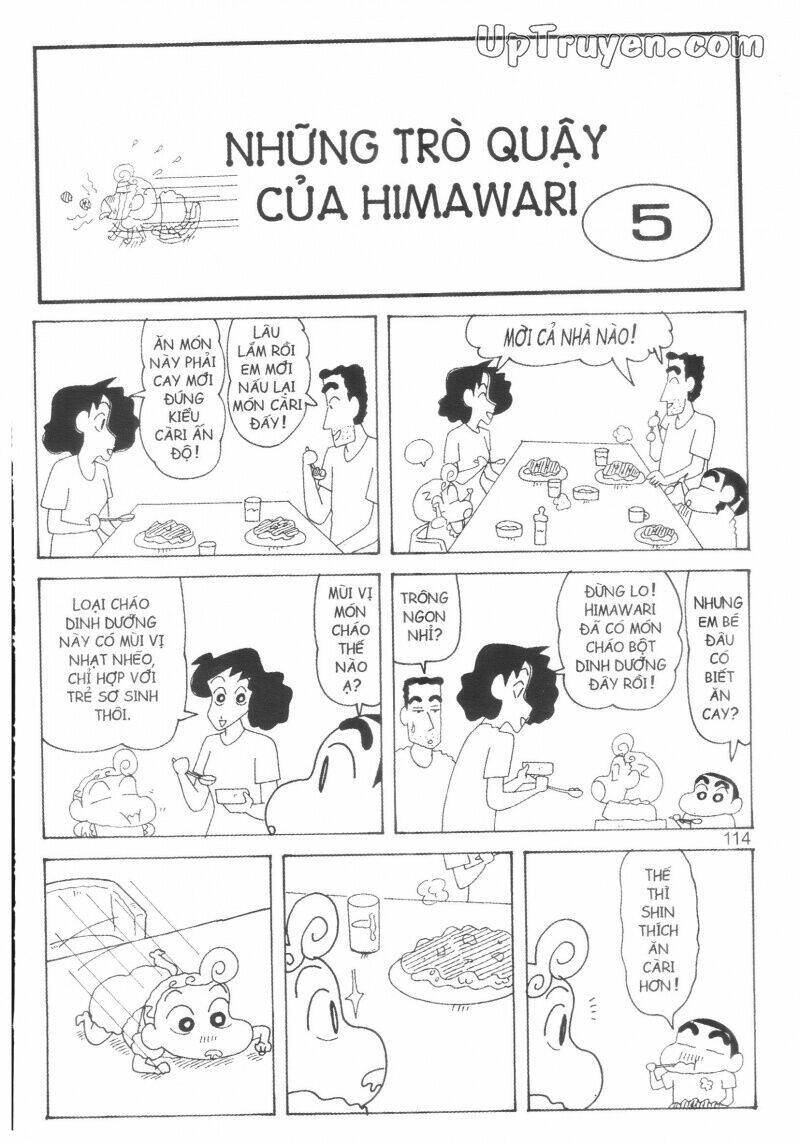 UpTruyen.com
NHỮNG TRÒ QUẬY
CỦA HIMAWARI
5
MỜI CẢ NHÀ NÀO!
LÂU
LẮM RỒI
EM MỚI
NẤU LẠI
MÓN CÀRI
ĐẤY!
ĂN MÓN
NÀY PHẢI
CAY MỚI
ĐÚNG
KIỂU
CÀRI ẤN
ĐỘ!
NHƯNG
EM BÉ
ĐÂU
CÓ
BIẾT
ĂN
CAY?
ĐỪNG LO!
HIMAWARI
ĐÃ CÓ MÓN
CHÁO BỘT
DINH DƯỠNG
ĐÂY RỒI!
TRÔNG
NGON
NHỈ?
MÙI VỊ
MÓN
CHÁO
THẾ
NÀO
Ạ?
LOẠI CHÁO
DINH DƯỠNG
NÀY CÓ MÙI VỊ
NHẠT NHẼO,
CHỈ HỢP VỚI
TRẺ SƠ SINH
THÔI.
114
THẾ
THÌ
SHIN
THÍCH
ĂN
CÀRI
HƠN!